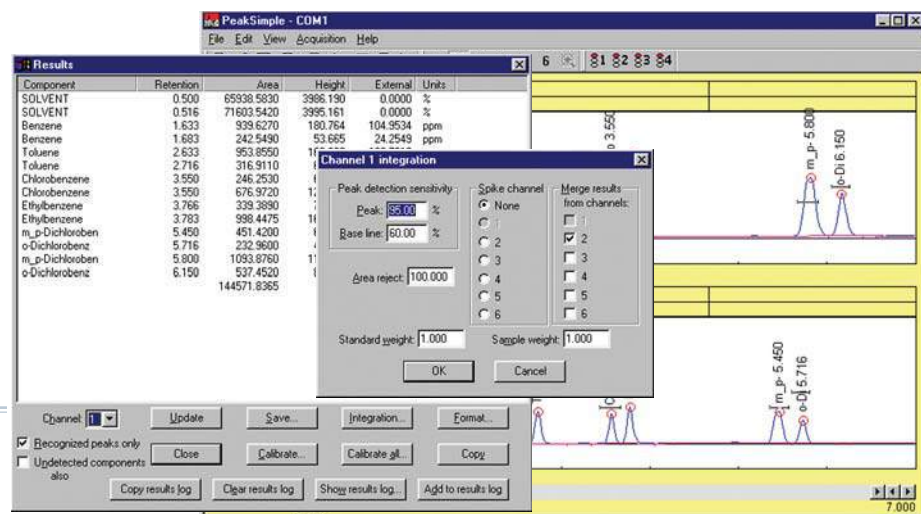 PeakSimple - COM1
File Edit View Acquisition Help
6 1 2 3 4
Results
Component Retention Area Height External Units
SOLVENT 0.500 65938.5830 3986.190 0.0000 %
SOLVENT 0.516 71603.5420 3995.161 0.0000 %
Benzene 1.633 939.6270 180.764 104.9534 ppm
Benzene 1.683 242.5490 53.665 24.2549 ppm
Toluene 2.633 953.8550
Toluene 2.716 316.9110
Chlorobenzene 3.550 246.2530
Chlorobenzene 3.550 676.9720
Ethylbenzene 3.766 339.3890
Ethylbenzene 3.783 998.4475
m_p-Dichloroben 5.450 451.4200
o-Dichlorobenz 5.716 232.9600
m_p-Dichloroben 5.800 1093.8760
o-Dichlorobenz 6.150 537.4520
144571.8365
Channel 1 integration
Peak detection sensitivity
Peak: 95.00 %
Base line: 60.00 %
Area reject: 100.000
Spike channel
None
1
2
3
4
5
6
Merge results
from channels:
1
2
3
4
5
6
Standard weight: 1.000 Sample weight: 1.000
OK Cancel
3.550
m_p- 5.800
o-Di 6.150
m_p- 5.450
o-Di 5.716
Channel: 1 Update Save... Integration... Format...
Recognized peaks only
Undetected components
also
Close Calibrate... Calibrate all... Copy
Copy results log Clear results log Show results log... Add to results log
7.000